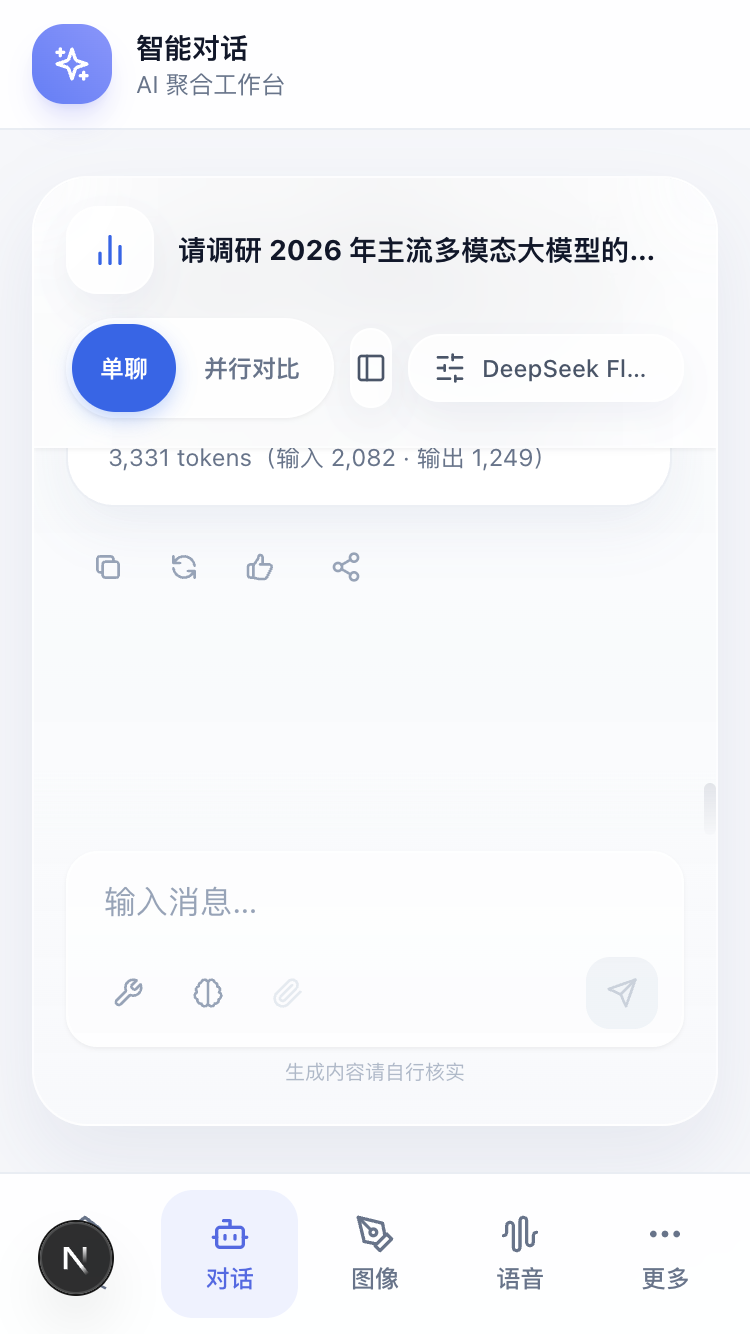 智能对话
AI 聚合工作台
请调研 2026 年主流多模态大模型的...
单聊
并行对比
DeepSeek Fl...
3,331 tokens（输入 2,082 · 输出 1,249）
输入消息...
生成内容请自行核实
N
对话
图像
语音
更多